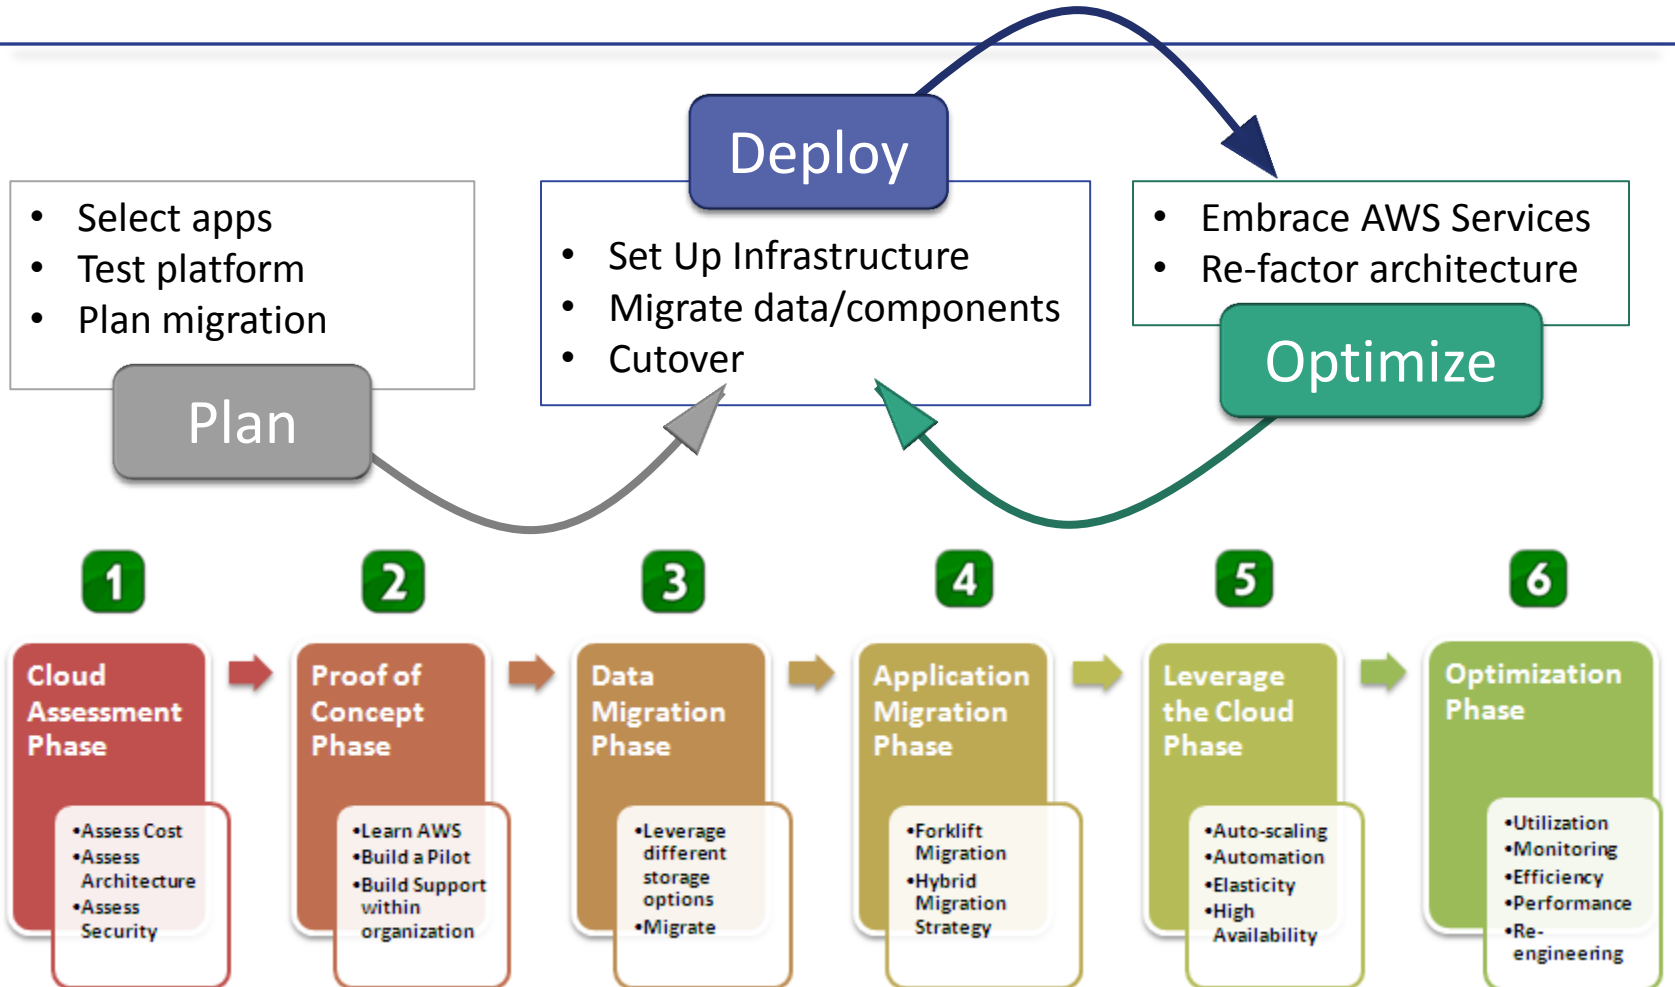 Deploy
• Select apps
• Test platform
• Plan migration
Plan
• Set Up Infrastructure
• Migrate data/components
• Cutover
• Embrace AWS Services
• Re-factor architecture
Optimize
1
Cloud
Assessment
Phase
•Assess Cost
•Assess
Architecture
•Assess
Security
2
Proof of
Concept
Phase
•Learn AWS
•Build a Pilot
•Build Support
within
organization
3
Data
Migration
Phase
•Leverage
different
storage
options
•Migrate
4
Application
Migration
Phase
•Forklift
Migration
•Hybrid
Migration
Strategy
5
Leverage
the Cloud
Phase
•Auto-scaling
•Automation
•Elasticity
•High
Availability
6
Optimization
Phase
•Utilization
•Monitoring
•Efficiency
•Performance
•Re-
engineering